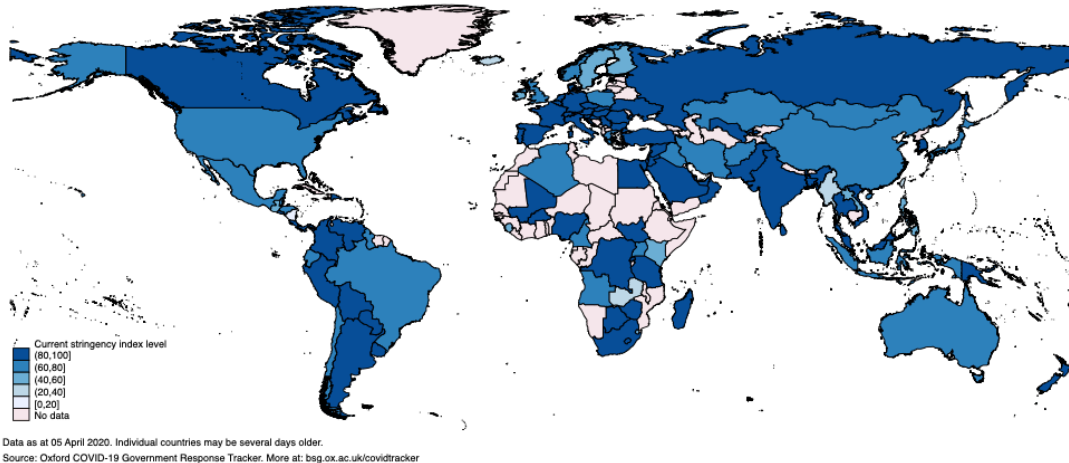 Current stringency index level
(80,100]
(60,80]
(40,60]
(20,40]
[0,20]
No data
Data as at 05 April 2020. Individual countries may be several days older.
Source: Oxford COVID-19 Government Response Tracker. More at: bsg.ox.ac.uk/covidtracker